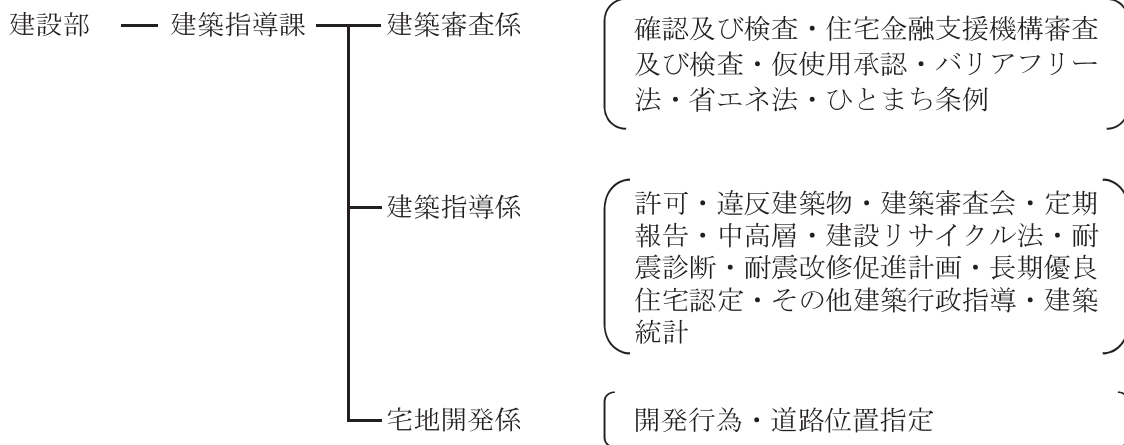 建設部 建築指導課 建築審査係
確認及び検査・住宅金融支援機構審査
及び検査・仮使用承認・バリアフリー
法・省エネ法・ひとまち条例
建築指導係
許可・違反建築物・建築審査会・定期
報告・中高層・建設リサイクル法・耐
震診断・耐震改修促進計画・長期優良
住宅認定・その他建築行政指導・建築
統計
宅地開発係
開発行為・道路位置指定